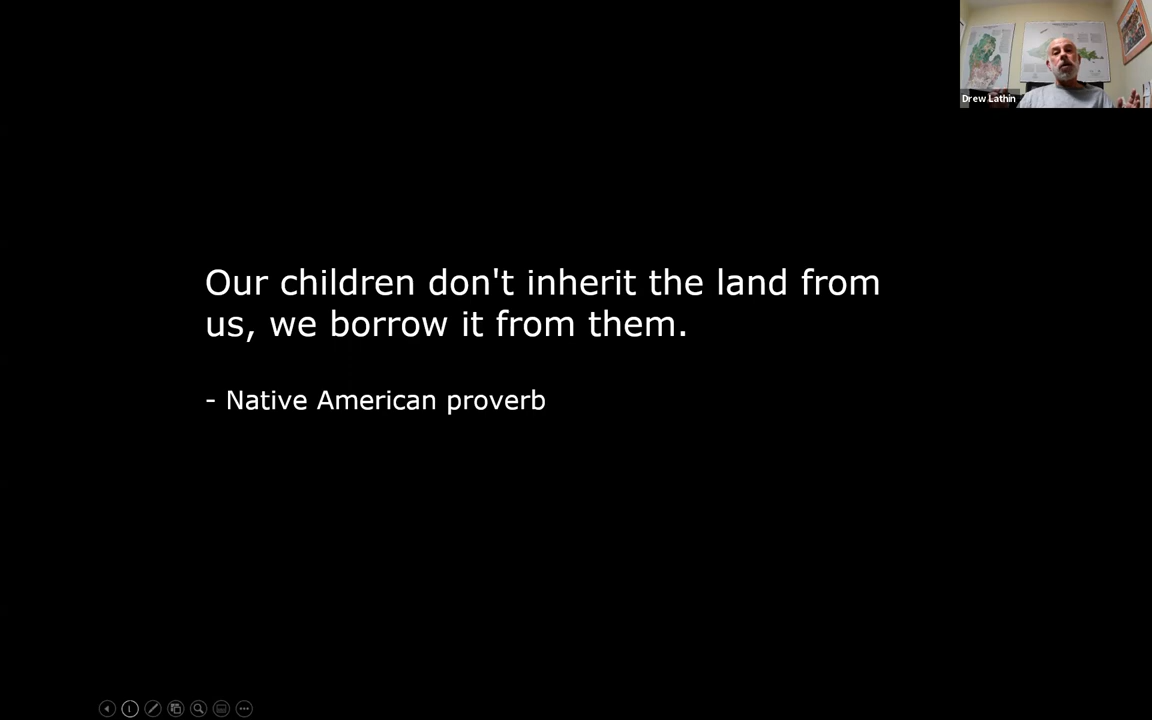 Drew Lathin
Our children don't inherit the land from
us, we borrow it from them.
- Native American proverb